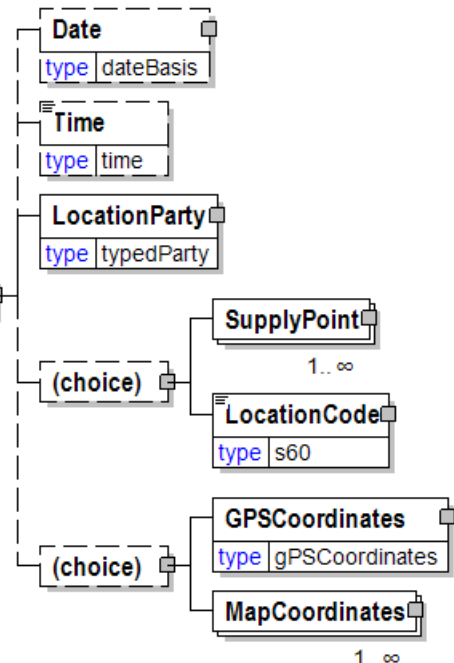 Date
type dateBasis
Time
type time
LocationParty
type typedParty
SupplyPoint
1.. ∞
(choice)
LocationCode
type s60
GPSCoordinates
type gPSCoordinates
(choice)
MapCoordinates
1.. ∞